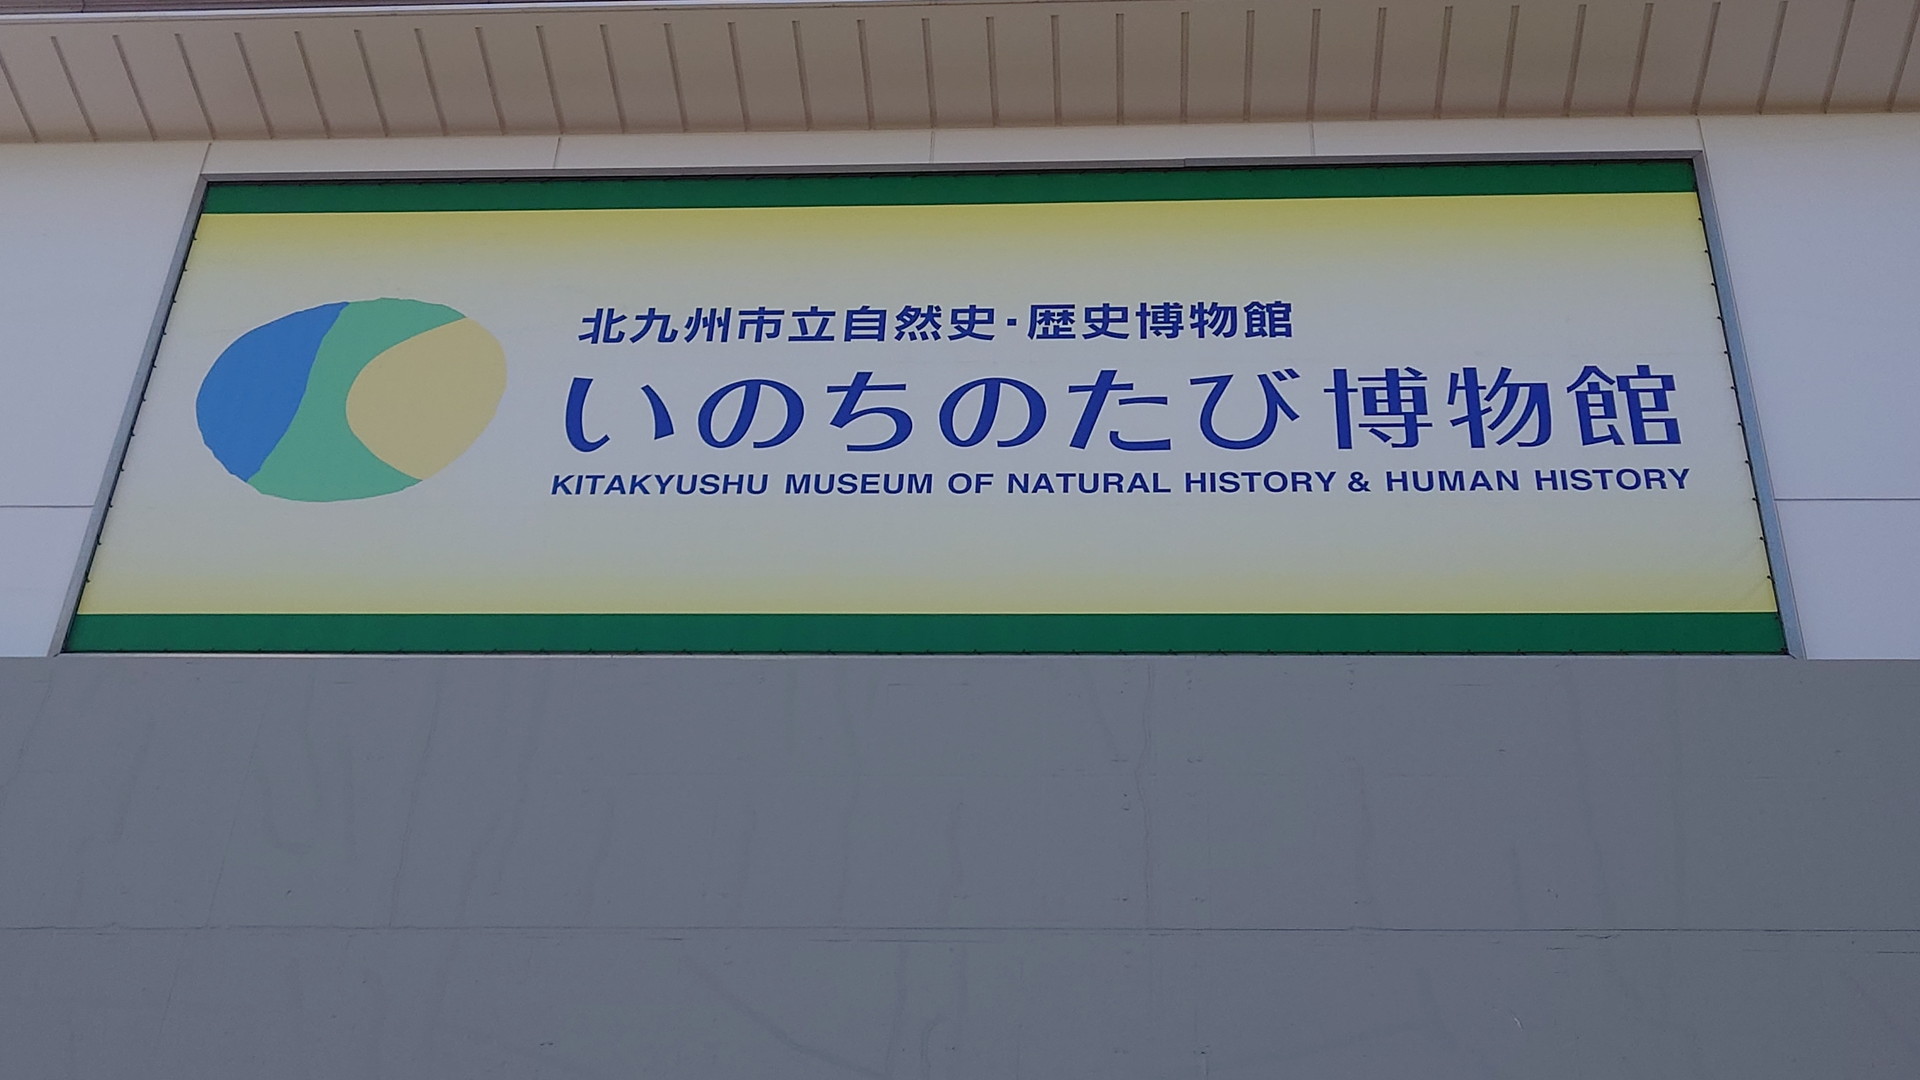 北九州市立自然史・歴史博物館
いのちのたび博物館
KITAKYUSHU MUSEUM OF NATURAL HISTORY & HUMAN HISTORY